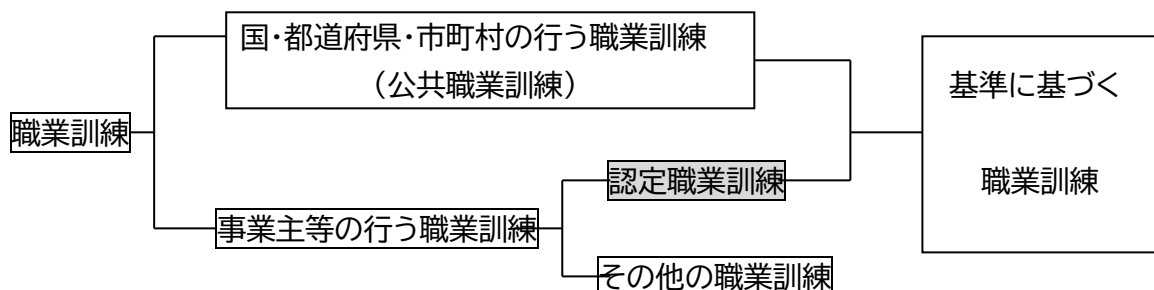 国・都道府県・市町村の行う職業訓練
（公共職業訓練）
基準に基づく
職業訓練
職業訓練
認定職業訓練
事業主等の行う職業訓練
その他の職業訓練